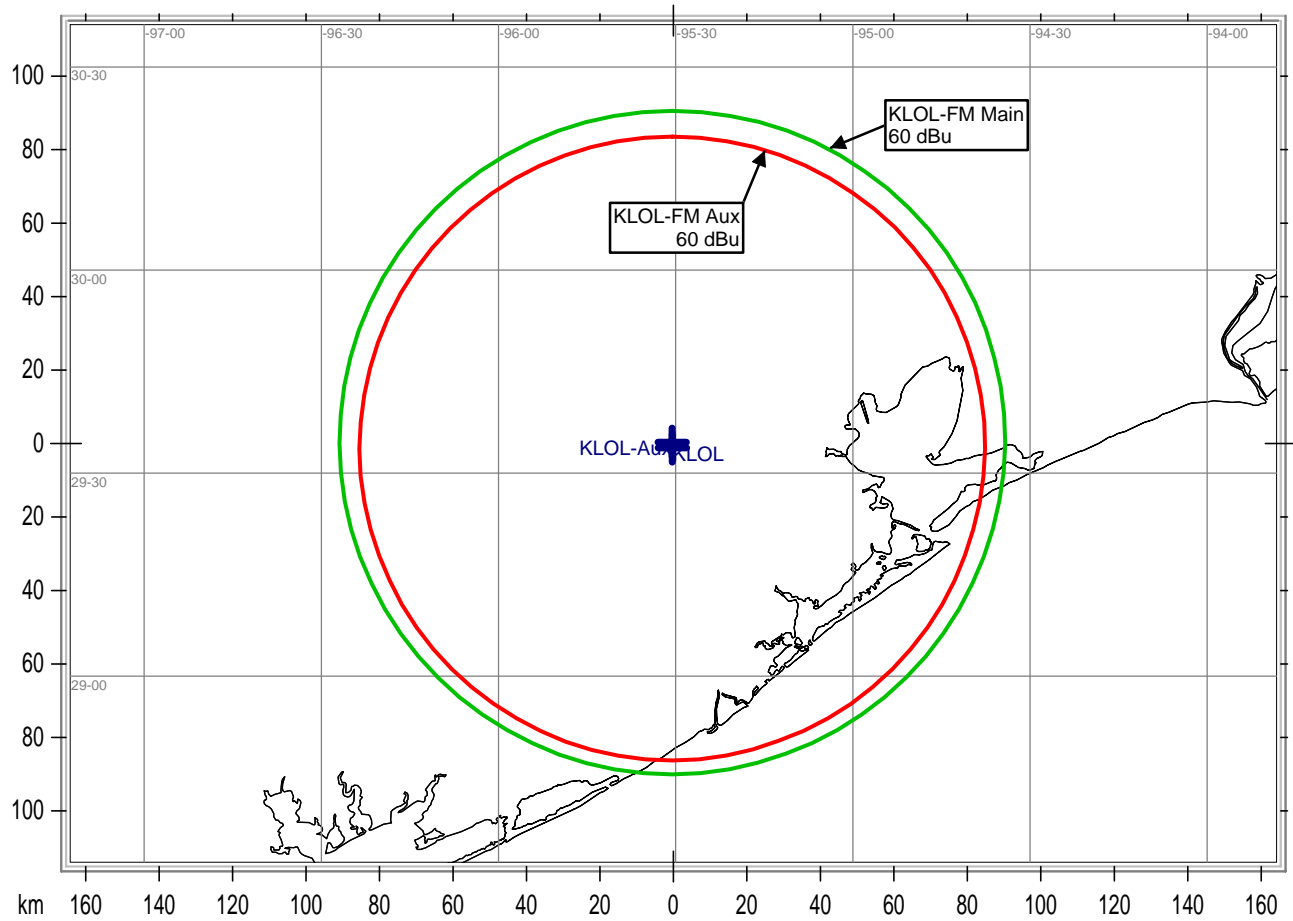 -97-00 -96-30 -96-00 -95-30 -95-00 -94-30 -94-00
30-30
100
KLOL-FM Main
60 dBu
80
KLOL-FM Aux
60 dBu
60
30-00
40
20
0
KLOL-Aux
KLOL
29-30
20
40
60
29-00
80
100
km 160 140 120 100 80 60 40 20 0 20 40 60 80 100 120 140 160